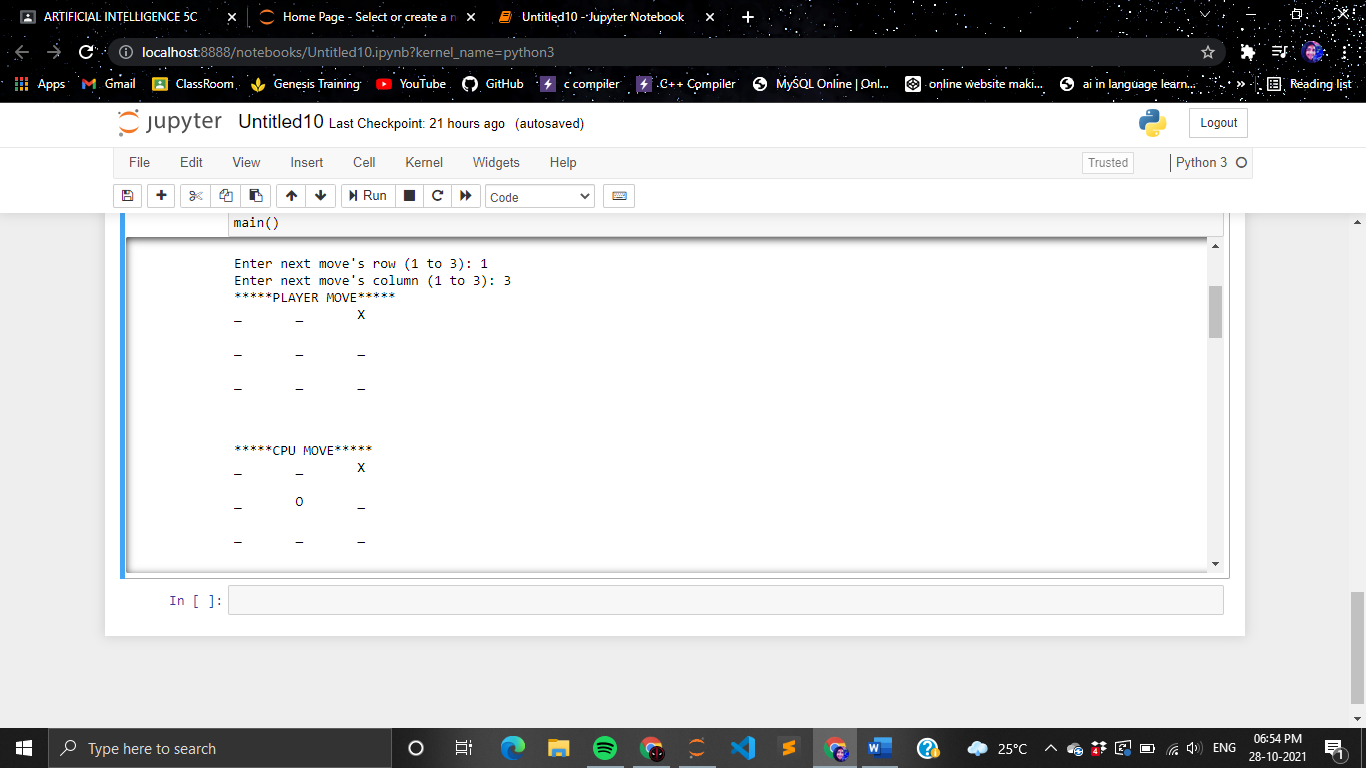 ARTIFICIAL INTELLIGENCE 5C
Home Page - Select or create a n
Untitled10 - Jupyter Notebook
localhost:8888/notebooks/Untitled10.ipynb?kernel_name=python3
Apps Gmail ClassRoom Genesis Training YouTube GitHub c compiler C++ Compiler MySQL Online | Onl... online website maki... ai in language learn... » Reading list
jupyter Untitled10 Last Checkpoint: 21 hours ago (autosaved) Logout
File Edit View Insert Cell Kernel Widgets Help Trusted Python 3
Run Code
main()
Enter next move's row (1 to 3): 1
Enter next move's column (1 to 3): 3
*****PLAYER MOVE*****
_ _ X
_ _ _
_ _ _
*****CPU MOVE*****
_ _ X
_ O _
_ _ _
In [ ]:
Type here to search 25°C ENG 06:54 PM
28-10-2021 1